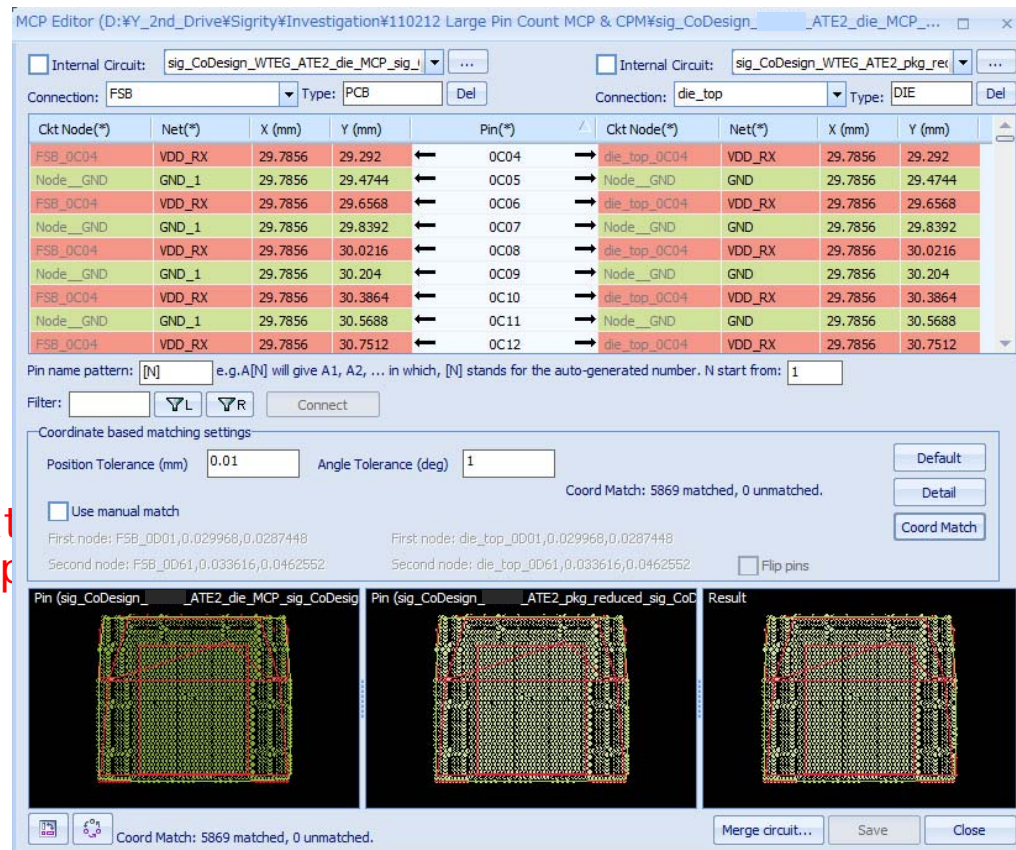 MCP Editor (D:¥Y_2nd_Drive¥Sigrity¥Investigation¥110212 Large Pin Count MCP & CPM¥sig_CoDesign_ _ATE2_die_MCP_...
Internal Circuit: sig_CoDesign_WTEG_ATE2_die_MCP_sig_ ... Internal Circuit: sig_CoDesign_WTEG_ATE2_pkg_rec ...
Connection: FSB Type: PCB Del Connection: die_top Type: DIE Del
Ckt Node(*) Net(*) X (mm) Y (mm) Pin(*) Ckt Node(*) Net(*) X (mm) Y (mm)
FSB_0C04 VDD_RX 29.7856 29.292 0C04 die_top_0C04 VDD_RX 29.7856 29.292
Node__GND GND_1 29.7856 29.4744 0C05 Node__GND GND 29.7856 29.4744
FSB_0C04 VDD_RX 29.7856 29.6568 0C06 die_top_0C04 VDD_RX 29.7856 29.6568
Node__GND GND_1 29.7856 29.8392 0C07 Node__GND GND 29.7856 29.8392
FSB_0C04 VDD_RX 29.7856 30.0216 0C08 die_top_0C04 VDD_RX 29.7856 30.0216
Node__GND GND_1 29.7856 30.204 0C09 Node__GND GND 29.7856 30.204
FSB_0C04 VDD_RX 29.7856 30.3864 0C10 die_top_0C04 VDD_RX 29.7856 30.3864
Node__GND GND_1 29.7856 30.5688 0C11 Node__GND GND 29.7856 30.5688
FSB_0C04 VDD_RX 29.7856 30.7512 0C12 die_top_0C04 VDD_RX 29.7856 30.7512
Pin name pattern: [N] e.g.A[N] will give A1, A2, ... in which, [N] stands for the auto-generated number. N start from: 1
Filter: L R Connect
Coordinate based matching settings
Position Tolerance (mm) 0.01 Angle Tolerance (deg) 1 Default
Coord Match: 5869 matched, 0 unmatched. Detail
Use manual match Coord Match
First node: FSB_0D01,0.029968,0.0287448 First node: die_top_0D01,0.029968,0.0287448
Second node: FSB_0D61,0.033616,0.0462552 Second node: die_top_0D61,0.033616,0.0462552 Flip pins
Pin (sig_CoDesign_ _ATE2_die_MCP_sig_CoDesig Pin (sig_CoDesign_ _ATE2_pkg_reduced_sig_CoD Result
Coord Match: 5869 matched, 0 unmatched. Merge circuit... Save Close